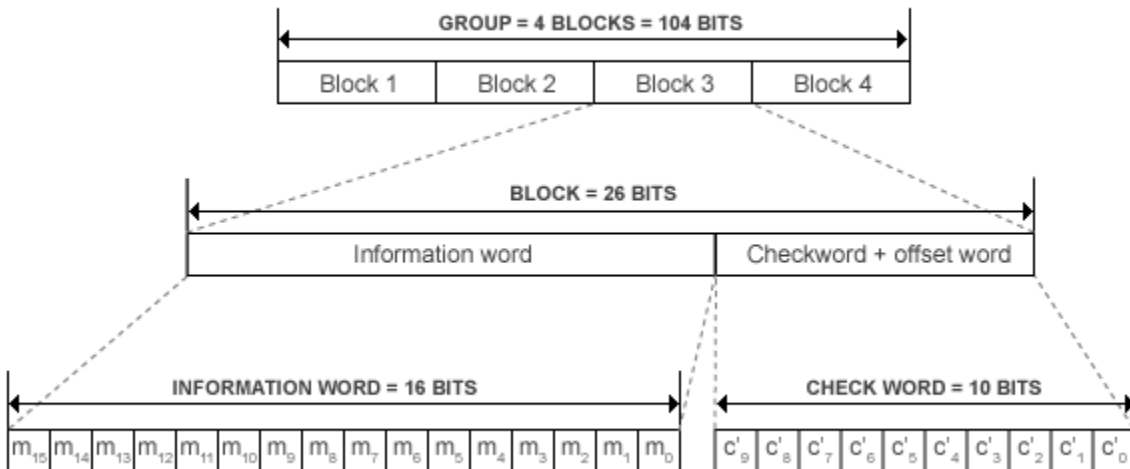 GROUP = 4 BLOCKS = 104 BITS
Block 1 Block 2 Block 3 Block 4
BLOCK = 26 BITS
Information word Checkword + offset word
INFORMATION WORD = 16 BITS CHECK WORD = 10 BITS
m₁₅ m₁₄ m₁₃ m₁₂ m₁₁ m₁₀ m₉ m₈ m₇ m₆ m₅ m₄ m₃ m₂ m₁ m₀ c'₉ c'₈ c'₇ c'₆ c'₅ c'₄ c'₃ c'₂ c'₁ c'₀